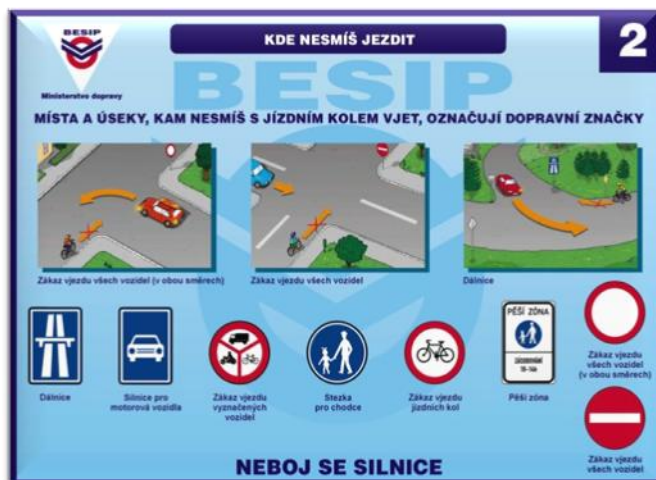 BESIP
Ministerstvo dopravy
KDE NESMÍŠ JEZDIT
2
BESIP
MÍSTA A ÚSEKY, KAM NESMÍŠ S JÍZDNÍM KOLEM VJET, OZNAČUJÍ DOPRAVNÍ ZNAČKY
Zákaz vjezdu všech vozidel (v obou směrech)
Zákaz vjezdu všech vozidel
Dálnice
Dálnice
Silnice pro
motorová vozidla
Zákaz vjezdu
vyznačených
vozidel
Stezka
pro chodce
Zákaz vjezdu
jízdních kol
PĚŠÍ ZÓNA
Pěší zóna
Zákaz vjezdu
všech vozidel
(v obou směrech)
Zákaz vjezdu
všech vozidel
NEBOJ SE SILNICE